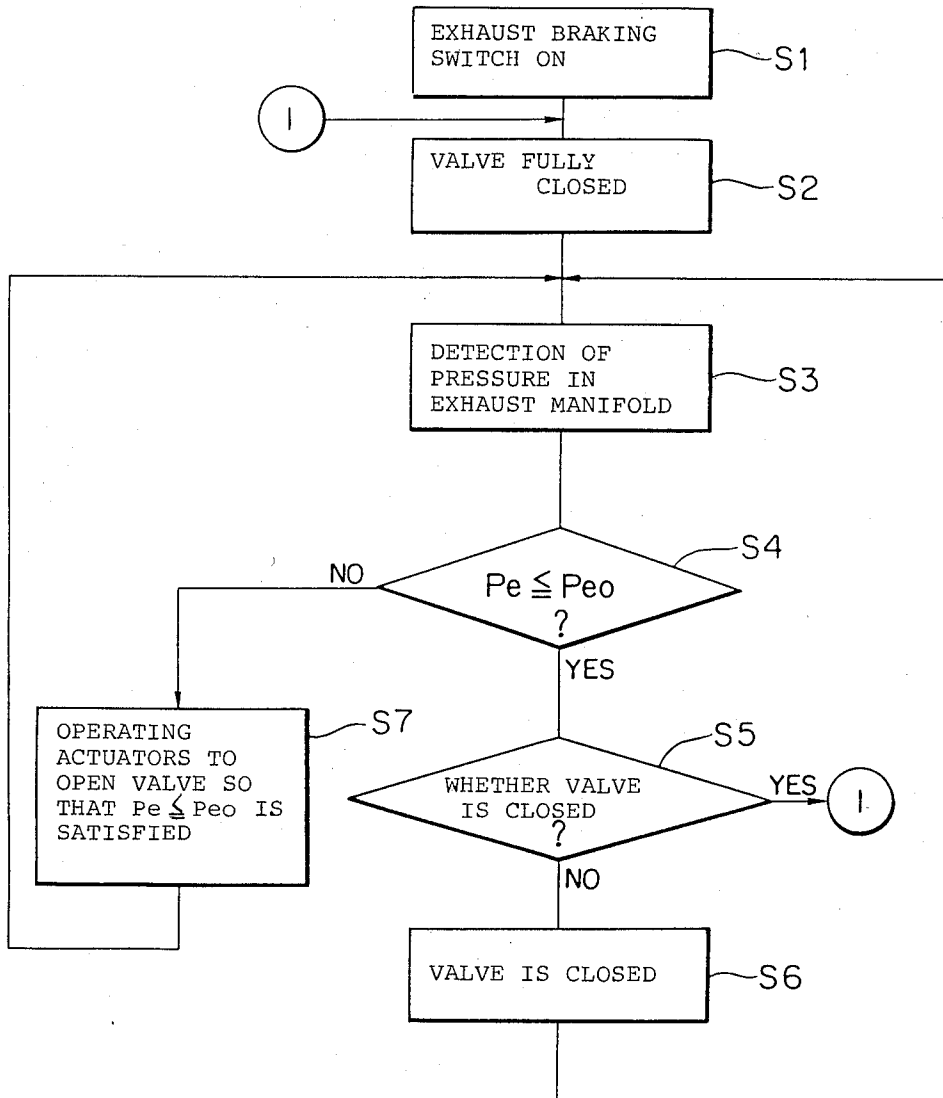 EXHAUST BRAKING
SWITCH ON
S1
1
VALVE FULLY
CLOSED
S2
DETECTION OF
PRESSURE IN
EXHAUST MANIFOLD
S3
S4
NO
Pe ≦ Peo
?
YES
OPERATING
ACTUATORS TO
OPEN VALVE SO
THAT Pe ≦ Peo IS
SATISFIED
S7
S5
WHETHER VALVE
IS CLOSED
?
YES
1
NO
VALVE IS CLOSED
S6